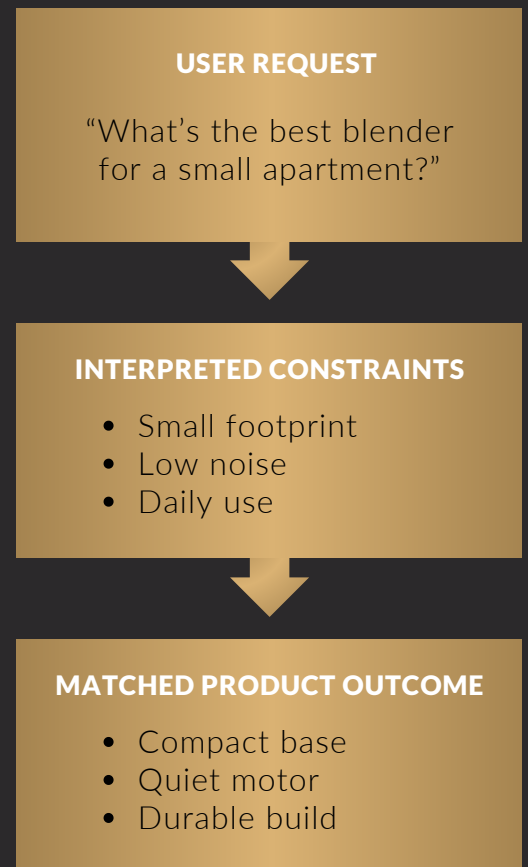 USER REQUEST
“What’s the best blender
for a small apartment?”
INTERPRETED CONSTRAINTS
• Small footprint
• Low noise
• Daily use
MATCHED PRODUCT OUTCOME
• Compact base
• Quiet motor
• Durable build